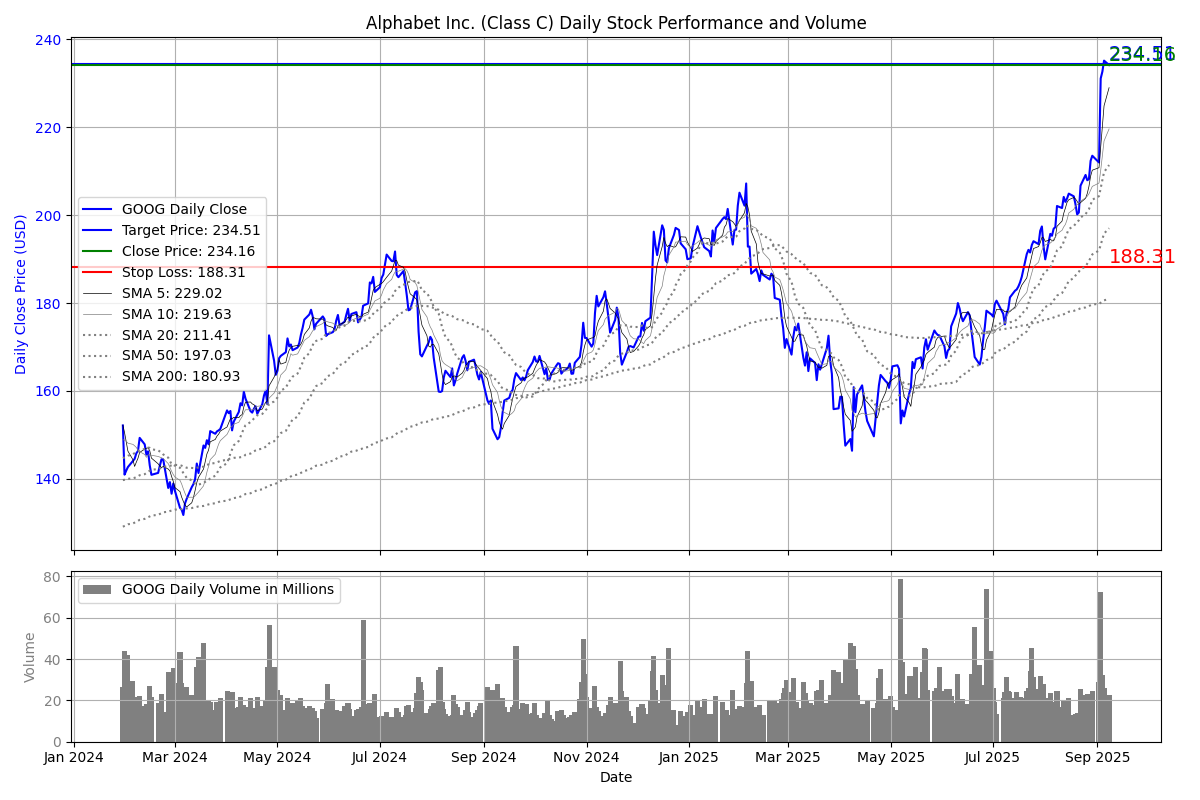 Alphabet Inc. (Class C) Daily Stock Performance and Volume
240
220
200
180
160
140
Daily Close Price (USD)
234.51
234.16
188.31
GOOG Daily Close
Target Price: 234.51
Close Price: 234.16
Stop Loss: 188.31
SMA 5: 229.02
SMA 10: 219.63
SMA 20: 211.41
SMA 50: 197.03
SMA 200: 180.93
80
60
40
20
0
Volume
GOOG Daily Volume in Millions
Jan 2024 Mar 2024 May 2024 Jul 2024 Sep 2024 Nov 2024 Jan 2025 Mar 2025 May 2025 Jul 2025 Sep 2025
Date